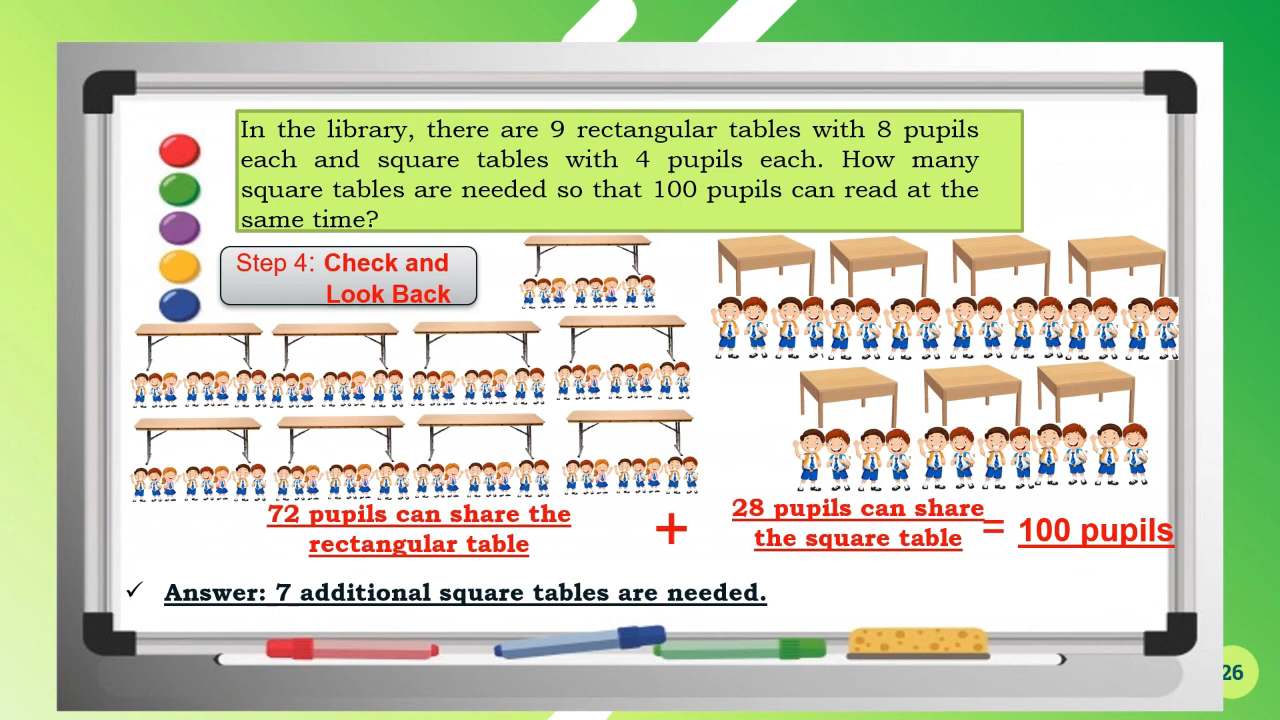 In the library, there are 9 rectangular tables with 8 pupils
each and square tables with 4 pupils each. How many
square tables are needed so that 100 pupils can read at the
same time?
Step 4: Check and
Look Back
72 pupils can share the
rectangular table
+
28 pupils can share
the square table
= 100 pupils
✓ Answer: 7 additional square tables are needed.
26